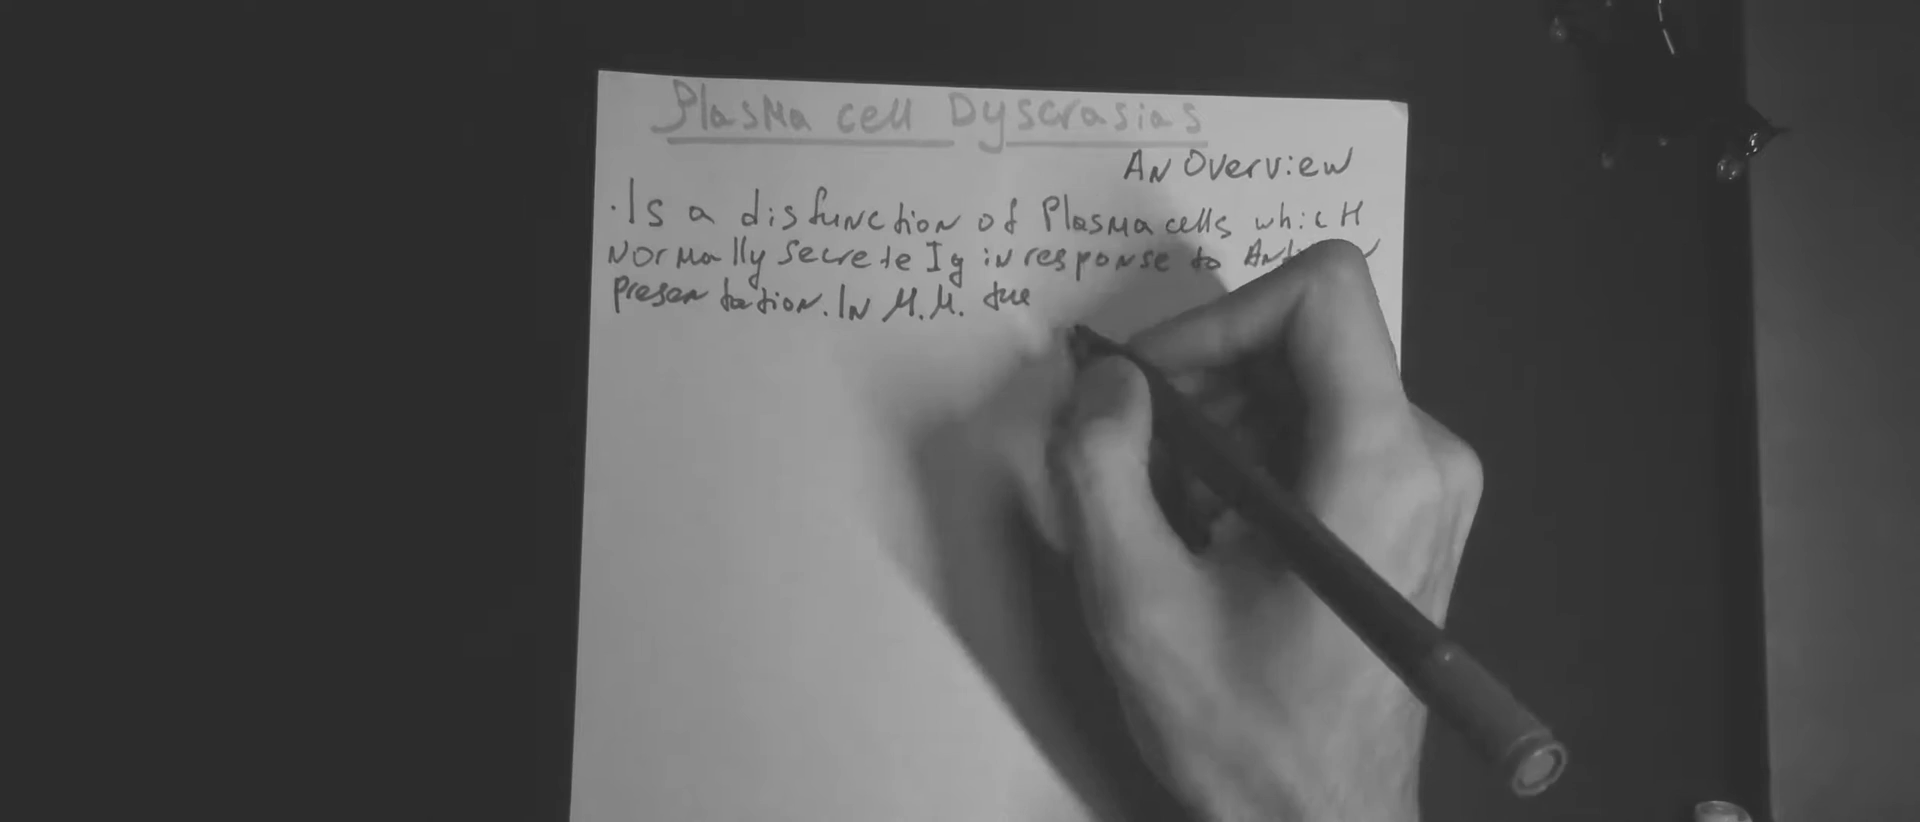 Plasma cell Dyscrasias
An Overview
. Is a disfunction of Plasma cells which
Normally secrete Ig in response to
Presentation. In M.M. the